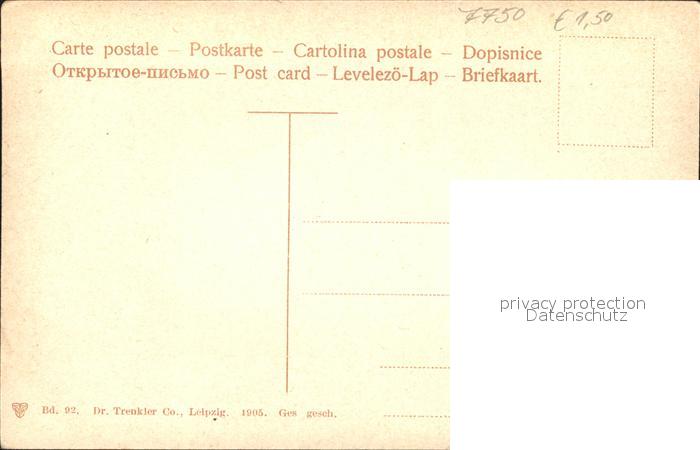 7750 € 1,50
Carte postale – Postkarte – Cartolina postale – Dopisnice
Открытое-письмо – Post card – Levelezö-Lap – Briefkaart.
privacy protection
Datenschutz
Bd. 92. Dr. Trenkler Co., Leipzig. 1905. Ges gesch.